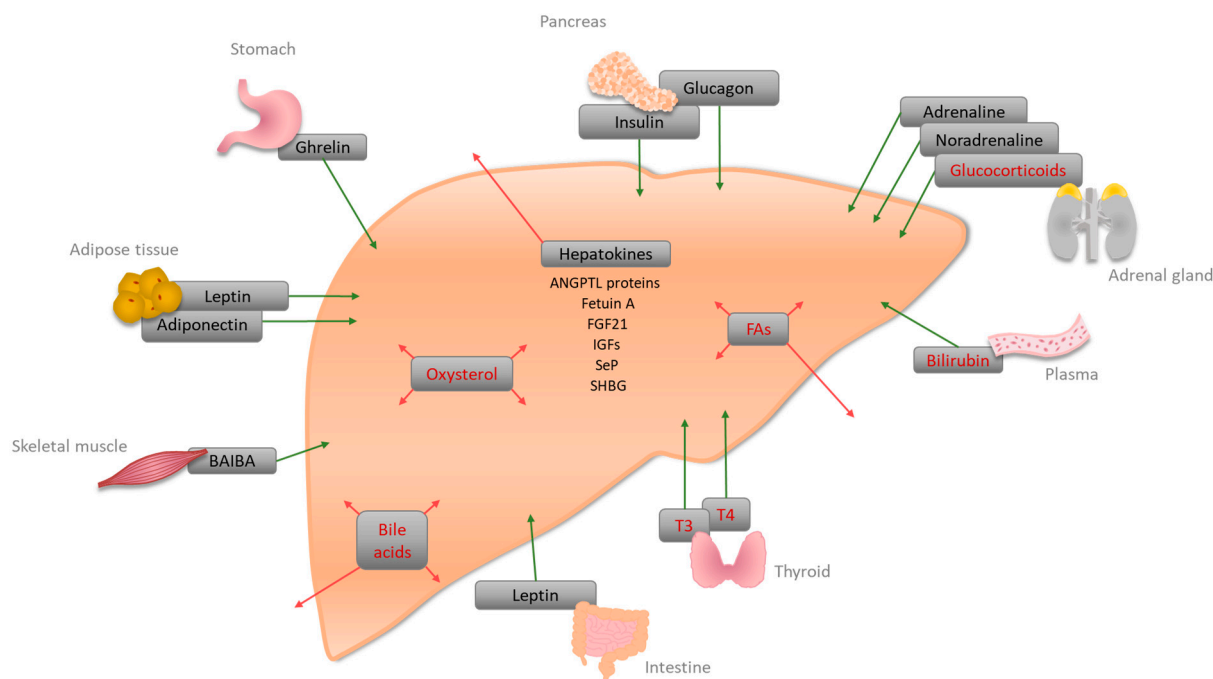 Pancreas
Stomach
Glucagon
Insulin
Adrenaline
Noradrenaline
Glucocorticoids
Ghrelin
Adipose tissue
Hepatokines
Adrenal gland
ANGPTL proteins
Fetuin A
FGF21
IGFs
SeP
SHBG
Leptin
Adiponectin
FAs
Oxysterol
Bilirubin
Plasma
Skeletal muscle
BAIBA
T3
T4
Bile
acids
Thyroid
Leptin
Intestine